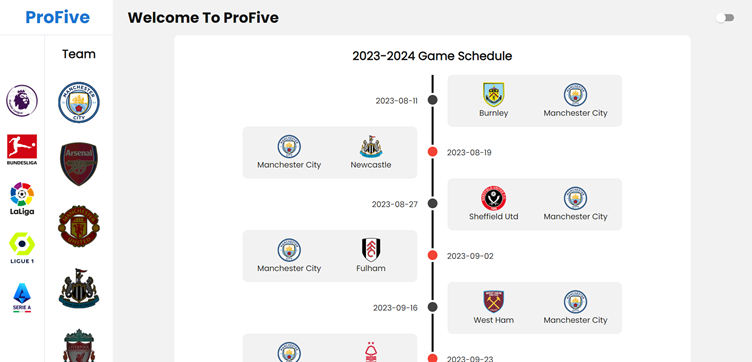 ProFive
Welcome To ProFive
Team
MANCHESTER
CITY
Arsenal
BUNDESLIGA
LaLiga
LIGUE 1
SERIE A
2023-2024 Game Schedule
2023-08-11
Burnley
Manchester City
Manchester City
Newcastle
2023-08-19
2023-08-27
Sheffield Utd
Manchester City
Manchester City
Fulham
2023-09-02
2023-09-16
West Ham
Manchester City
2023-09-23